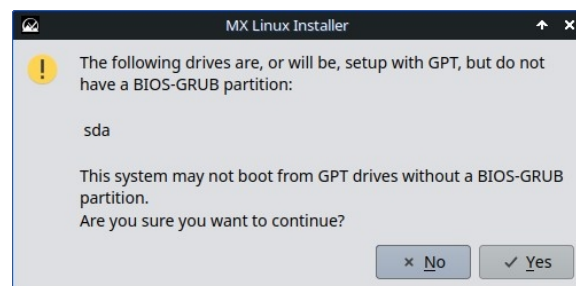 MX Linux Installer
The following drives are, or will be, setup with GPT, but do not
have a BIOS-GRUB partition:
sda
This system may not boot from GPT drives without a BIOS-GRUB
partition.
Are you sure you want to continue?
No
Yes